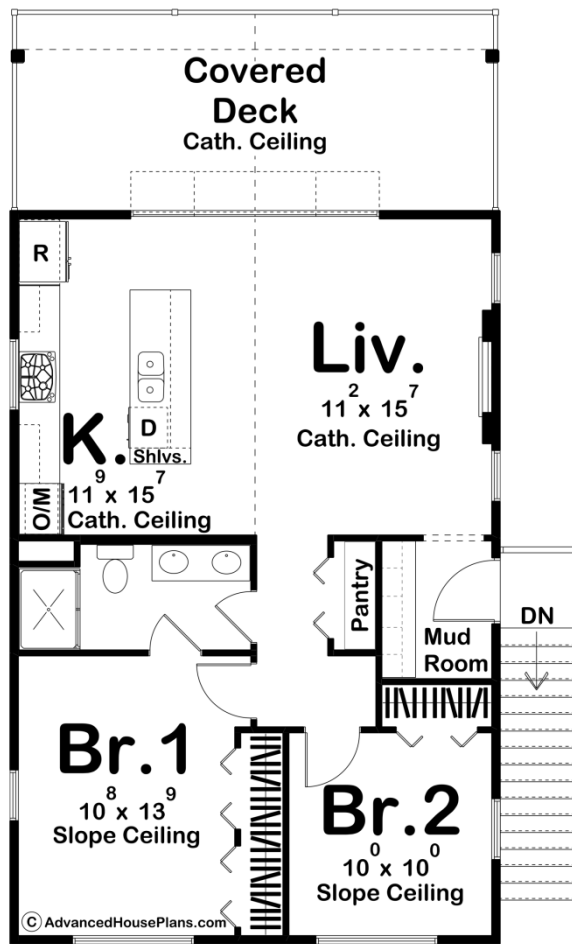 Covered
Deck
Cath. Ceiling
R
Liv.
11² x 15⁷
Cath. Ceiling
D
K.
Shlvs.
11⁹ x 15⁷
Cath. Ceiling
O/M
Pantry
Mud
Room
DN
Br.1
10⁸ x 13⁹
Slope Ceiling
Br.2
10⁰ x 10⁰
Slope Ceiling
© AdvancedHousePlans.com